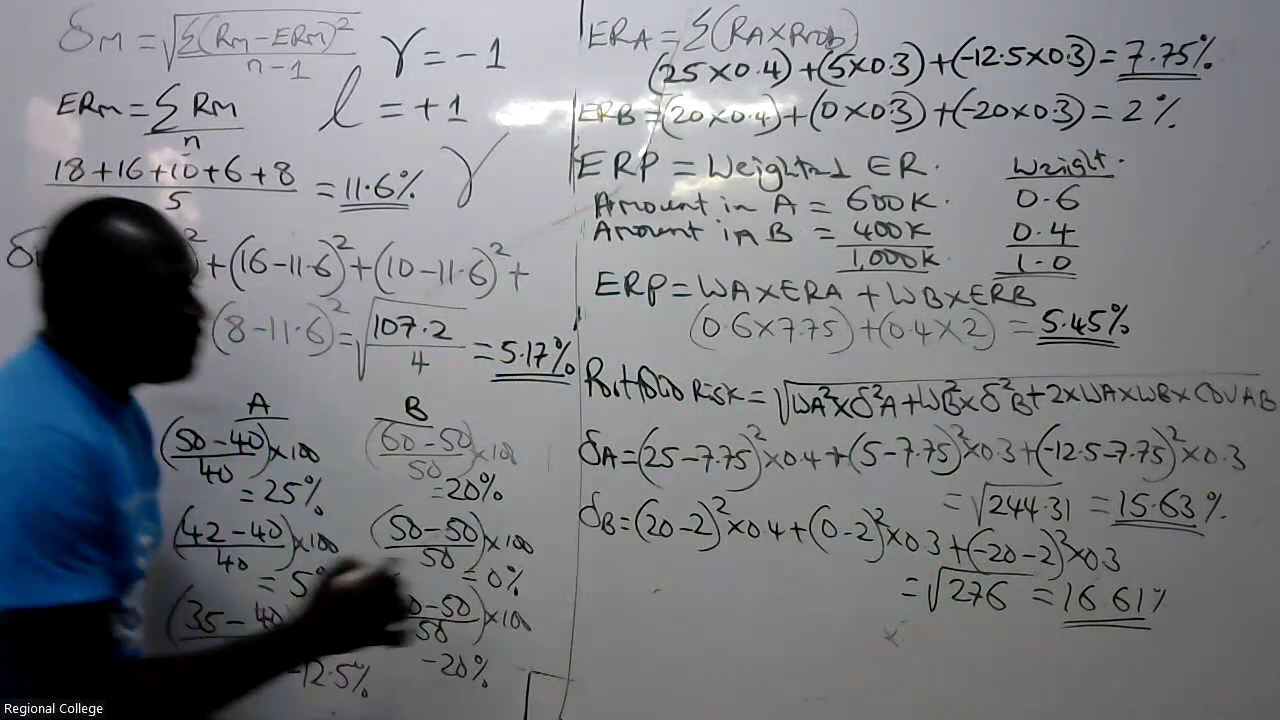 δM = √Σ(RM-ERM)² / n-1
γ = -1
ERM = ΣRM / n
l = +1
18+16+10+6+8 / 5 = 11.6%
γ
+(16-11.6)²+(10-11.6)²+
(8-11.6)² = √107.2 / 4 = 5.17%
A
(50-40 / 40)×100
= 25%
(42-40 / 40)×100
= 5
(35-40
-12.5%
B
(60-50 / 50)×100
=20%
(50-50 / 50)×100
=0%
0-50 / 50)×100
-20%
ERA = Σ(RA×Prob)
(25×0.4)+(5×0.3)+(-12.5×0.3) = 7.75%
ERB = (20×0.4)+(0×0.3)+(-20×0.3) = 2%
ERP = Weighted ER. Weight.
Amount in A = 600K. 0.6
Amount in B = 400K 0.4
1,000K 1.0
ERP = WA×ERA + WB×ERB
(0.6×7.75)+(0.4×2) = 5.45%
Portfolio Risk = √WA²×δ²A+WB²×δ²B+2×WA×WB×COVAB
δA = (25-7.75)²×0.4+(5-7.75)²×0.3+(-12.5-7.75)²×0.3
= √244.31 = 15.63%
δB = (20-2)²×0.4+(0-2)²×0.3+(-20-2)²×0.3
= √276 = 16.61%
Regional College